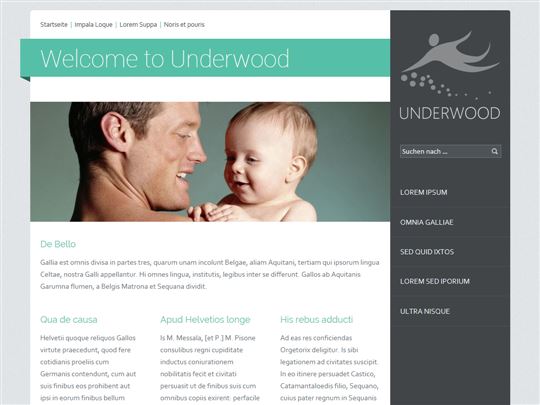 Startseite | Impala Loque | Lorem Suppa | Noris et pouris
Welcome to Underwood
UNDERWOOD
Suchen nach ...
LOREM IPSUM
OMNIA GALLIAE
SED QUID IXTOS
LOREM SED IPORIUM
ULTRA NISQUE
De Bello
Gallia est omnis divisa in partes tres, quarum unam incolunt Belgae, aliam Aquitani, tertiam qui ipsorum lingua
Celtae, nostra Galli appellantur. Hi omnes lingua, institutis, legibus inter se differunt. Gallos ab Aquitanis
Garumna flumen, a Belgis Matrona et Sequana dividit.
Qua de causa
Helvetii quoque reliquos Gallos
virtute praecedunt, quod fere
cotidianis proeliis cum
Germanis contendunt, cum aut
suis finibus eos prohibent aut
ipsi in eorum finibus bellum
Apud Helvetios longe
Is M. Messala, [et P.] M. Pisone
consulibus regni cupiditate
inductus coniurationem
nobilitatis fecit et civitati
persuasit ut de finibus suis cum
omnibus copiis exirent. perfacile
His rebus adducti
Ad eas res conficiendas
Orgetorix deligitur. Is sibi
legationem ad civitates suscipit.
In eo itinere persuadet Castico,
Catamantaloedis filio, Sequano,
cuius pater regnum in Sequanis